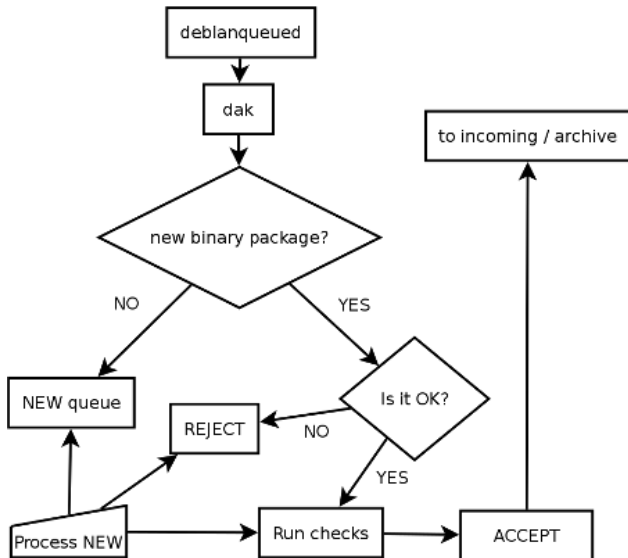 deblanqueued
dak
to incoming / archive
new binary package?
NO
YES
NEW queue
Is it OK?
REJECT
NO
YES
Process NEW
Run checks
ACCEPT